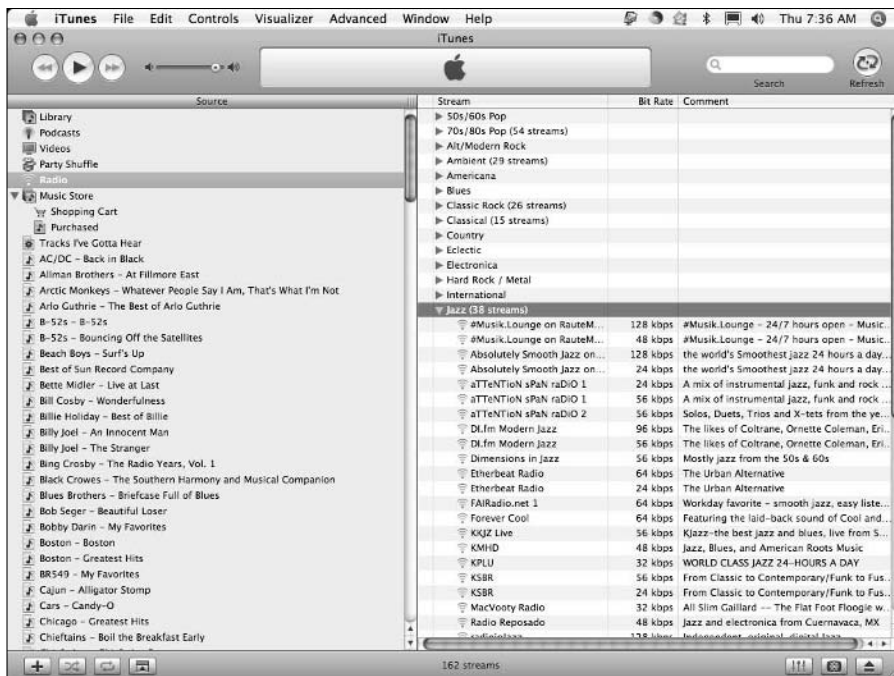 iTunes File Edit Controls Visualizer Advanced Window Help Thu 7:36 AM
iTunes
Search Refresh
Source
Library
Podcasts
Videos
Party Shuffle
Radio
Music Store
Shopping Cart
Purchased
Tracks I've Gotta Hear
AC/DC – Back in Black
Allman Brothers – At Fillmore East
Arctic Monkeys – Whatever People Say I Am, That's What I'm Not
Arlo Guthrie – The Best of Arlo Guthrie
B-52s – B-52s
B-52s – Bouncing Off the Satellites
Beach Boys – Surf's Up
Best of Sun Record Company
Bette Midler – Live at Last
Bill Cosby – Wonderfulness
Billie Holiday – Best of Billie
Billy Joel – An Innocent Man
Billy Joel – The Stranger
Bing Crosby – The Radio Years, Vol. 1
Black Crowes – The Southern Harmony and Musical Companion
Blues Brothers – Briefcase Full of Blues
Bob Seger – Beautiful Loser
Bobby Darin – My Favorites
Boston – Boston
Boston – Greatest Hits
BR549 – My Favorites
Cajun – Alligator Stomp
Cars – Candy-O
Chicago – Greatest Hits
Chieftains – Boil the Breakfast Early
Stream Bit Rate Comment
50s/60s Pop
70s/80s Pop (54 streams)
Alt/Modern Rock
Ambient (29 streams)
Americana
Blues
Classic Rock (26 streams)
Classical (15 streams)
Country
Eclectic
Electronica
Hard Rock / Metal
International
Jazz (38 streams)
#Musik.Lounge on RauteM... 128 kbps #Musik.Lounge – 24/7 hours open – Music...
#Musik.Lounge on RauteM... 48 kbps #Musik.Lounge – 24/7 hours open – Music...
Absolutely Smooth Jazz on... 128 kbps the world's Smoothest jazz 24 hours a day...
Absolutely Smooth Jazz on... 24 kbps the world's Smoothest jazz 24 hours a day...
aTTeNTioN sPaN raDiO 1 24 kbps A mix of instrumental jazz, funk and rock ...
aTTeNTioN sPaN raDiO 1 56 kbps A mix of instrumental jazz, funk and rock ...
aTTeNTioN sPaN raDiO 2 56 kbps Solos, Duets, Trios and X-tets from the ye...
DI.fm Modern Jazz 96 kbps The likes of Coltrane, Ornette Coleman, Eri...
DI.fm Modern Jazz 56 kbps The likes of Coltrane, Ornette Coleman, Eri...
Dimensions in Jazz 56 kbps Mostly jazz from the 50s & 60s
Etherbeat Radio 64 kbps The Urban Alternative
Etherbeat Radio 24 kbps The Urban Alternative
FAIRadio.net 1 64 kbps Workday favorite – smooth jazz, easy liste...
Forever Cool 64 kbps Featuring the laid-back sound of Cool and...
KKJZ Live 56 kbps KJazz-the best jazz and blues, live from S...
KMHD 48 kbps Jazz, Blues, and American Roots Music
KPLU 32 kbps WORLD CLASS JAZZ 24-HOURS A DAY
KSBR 56 kbps From Classic to Contemporary/Funk to Fus...
KSBR 24 kbps From Classic to Contemporary/Funk to Fus...
MacVooty Radio 32 kbps All Slim Gaillard -- The Flat Foot Floogie w...
Radio Reposado 48 kbps Jazz and electronica from Cuernavaca, MX
radioiojazz 128 kbps Independent, original, digital Jazz
162 streams